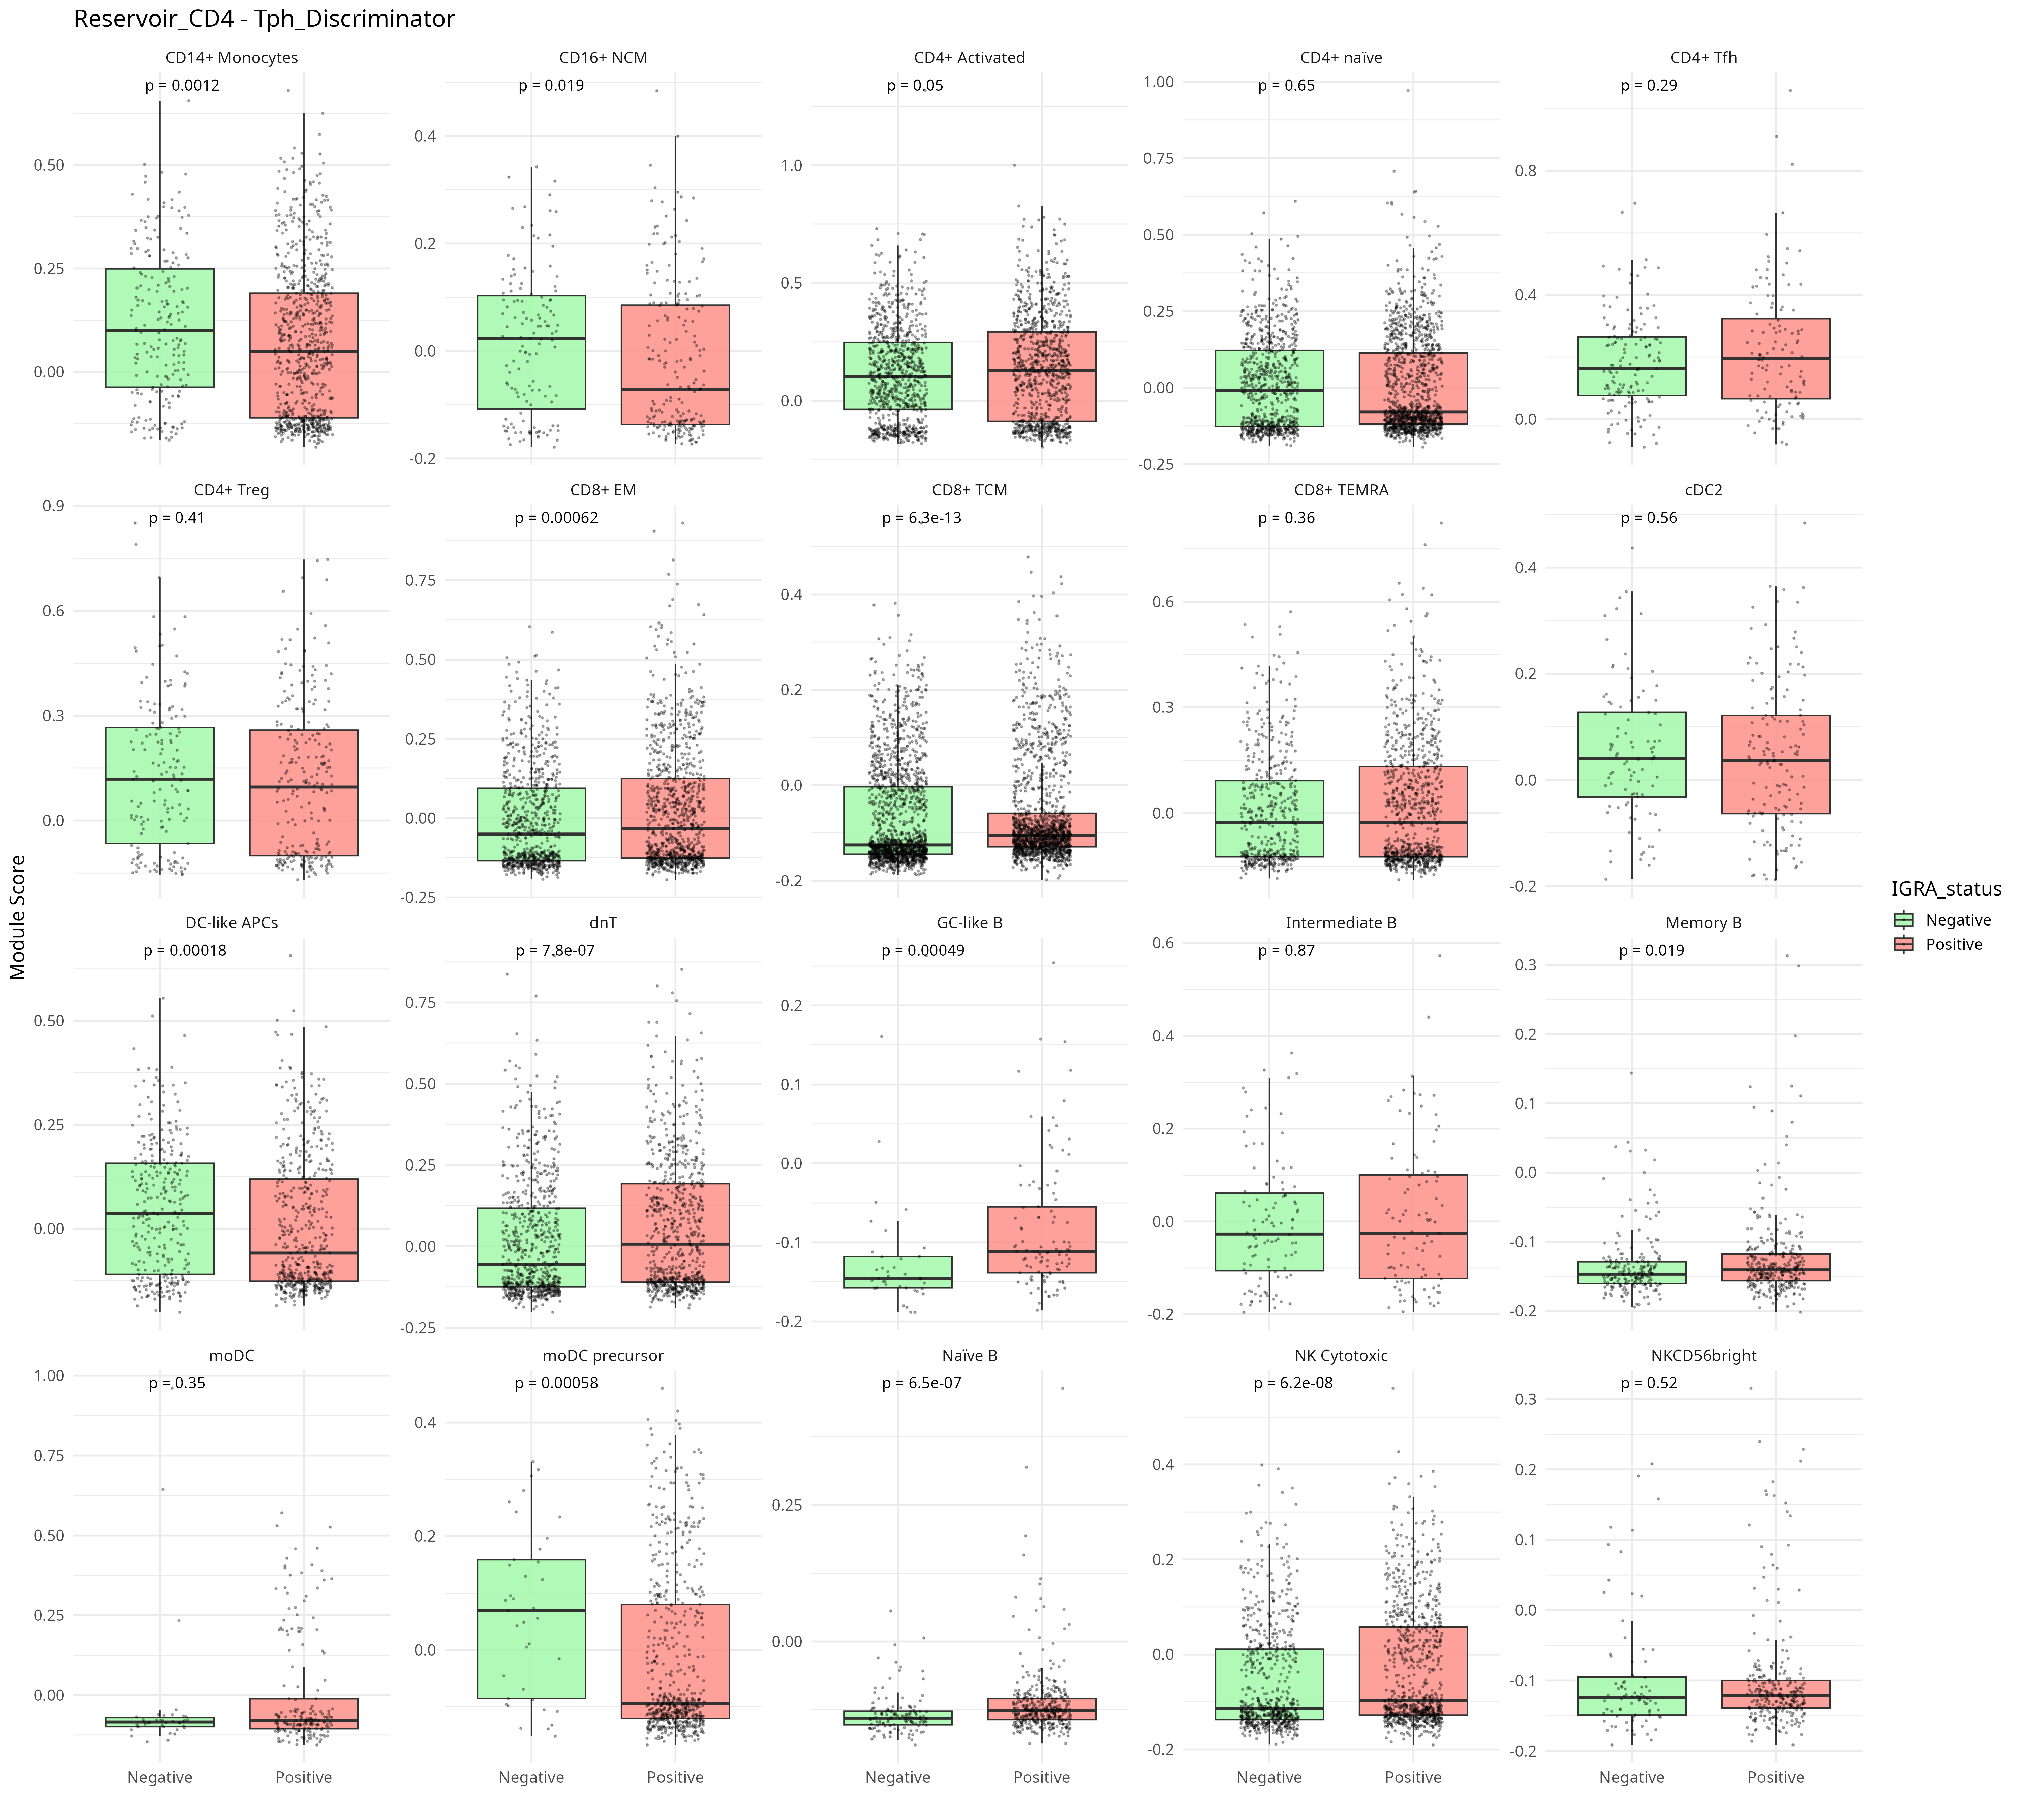 Reservoir_CD4 - Tph_Discriminator
Module Score
CD14+ Monocytes
p = 0.0012
0.50
0.25
0.00
CD16+ NCM
p = 0.019
0.4
0.2
0.0
-0.2
CD4+ Activated
p = 0.05
1.0
0.5
0.0
CD4+ naïve
p = 0.65
1.00
0.75
0.50
0.25
0.00
-0.25
CD4+ Tfh
p = 0.29
0.8
0.4
0.0
CD4+ Treg
p = 0.41
0.9
0.6
0.3
0.0
CD8+ EM
p = 0.00062
0.75
0.50
0.25
0.00
-0.25
CD8+ TCM
p = 6.3e-13
0.4
0.2
0.0
-0.2
CD8+ TEMRA
p = 0.36
0.6
0.3
0.0
cDC2
p = 0.56
0.4
0.2
0.0
-0.2
DC-like APCs
p = 0.00018
0.50
0.25
0.00
dnT
p = 7.8e-07
0.75
0.50
0.25
0.00
-0.25
GC-like B
p = 0.00049
0.2
0.1
0.0
-0.1
-0.2
Intermediate B
p = 0.87
0.6
0.4
0.2
0.0
-0.2
Memory B
p = 0.019
0.3
0.2
0.1
0.0
-0.1
-0.2
moDC
p = 0.35
1.00
0.75
0.50
0.25
0.00
Negative
Positive
moDC precursor
p = 0.00058
0.4
0.2
0.0
Negative
Positive
Naïve B
p = 6.5e-07
0.25
0.00
Negative
Positive
NK Cytotoxic
p = 6.2e-08
0.4
0.2
0.0
-0.2
Negative
Positive
NKCD56bright
p = 0.52
0.3
0.2
0.1
0.0
-0.1
-0.2
Negative
Positive
IGRA_status
Negative
Positive